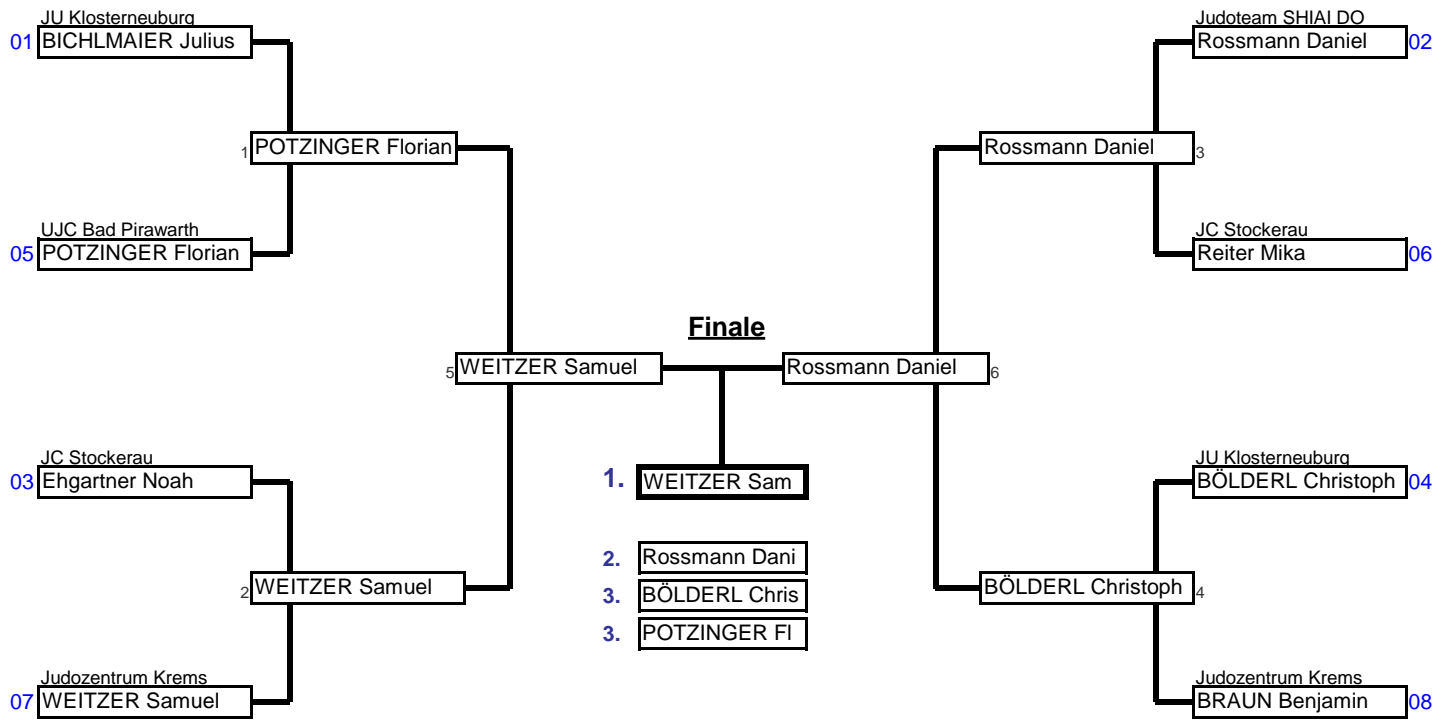 JU Klosterneuburg
01 BICHLMAIER Julius
Judoteam SHIAI DO
Rossmann Daniel 02
1 POTZINGER Florian
Rossmann Daniel 3
UJC Bad Pirawarth
05 POTZINGER Florian
JC Stockerau
Reiter Mika 06
Finale
5 WEITZER Samuel
Rossmann Daniel 6
JC Stockerau
03 Ehgartner Noah
1. WEITZER Sam
JU Klosterneuburg
BÖLDERL Christoph 04
2. Rossmann Dani
3. BÖLDERL Chris
3. POTZINGER Fl
2 WEITZER Samuel
BÖLDERL Christoph 4
Judozentrum Krems
07 WEITZER Samuel
Judozentrum Krems
BRAUN Benjamin 08